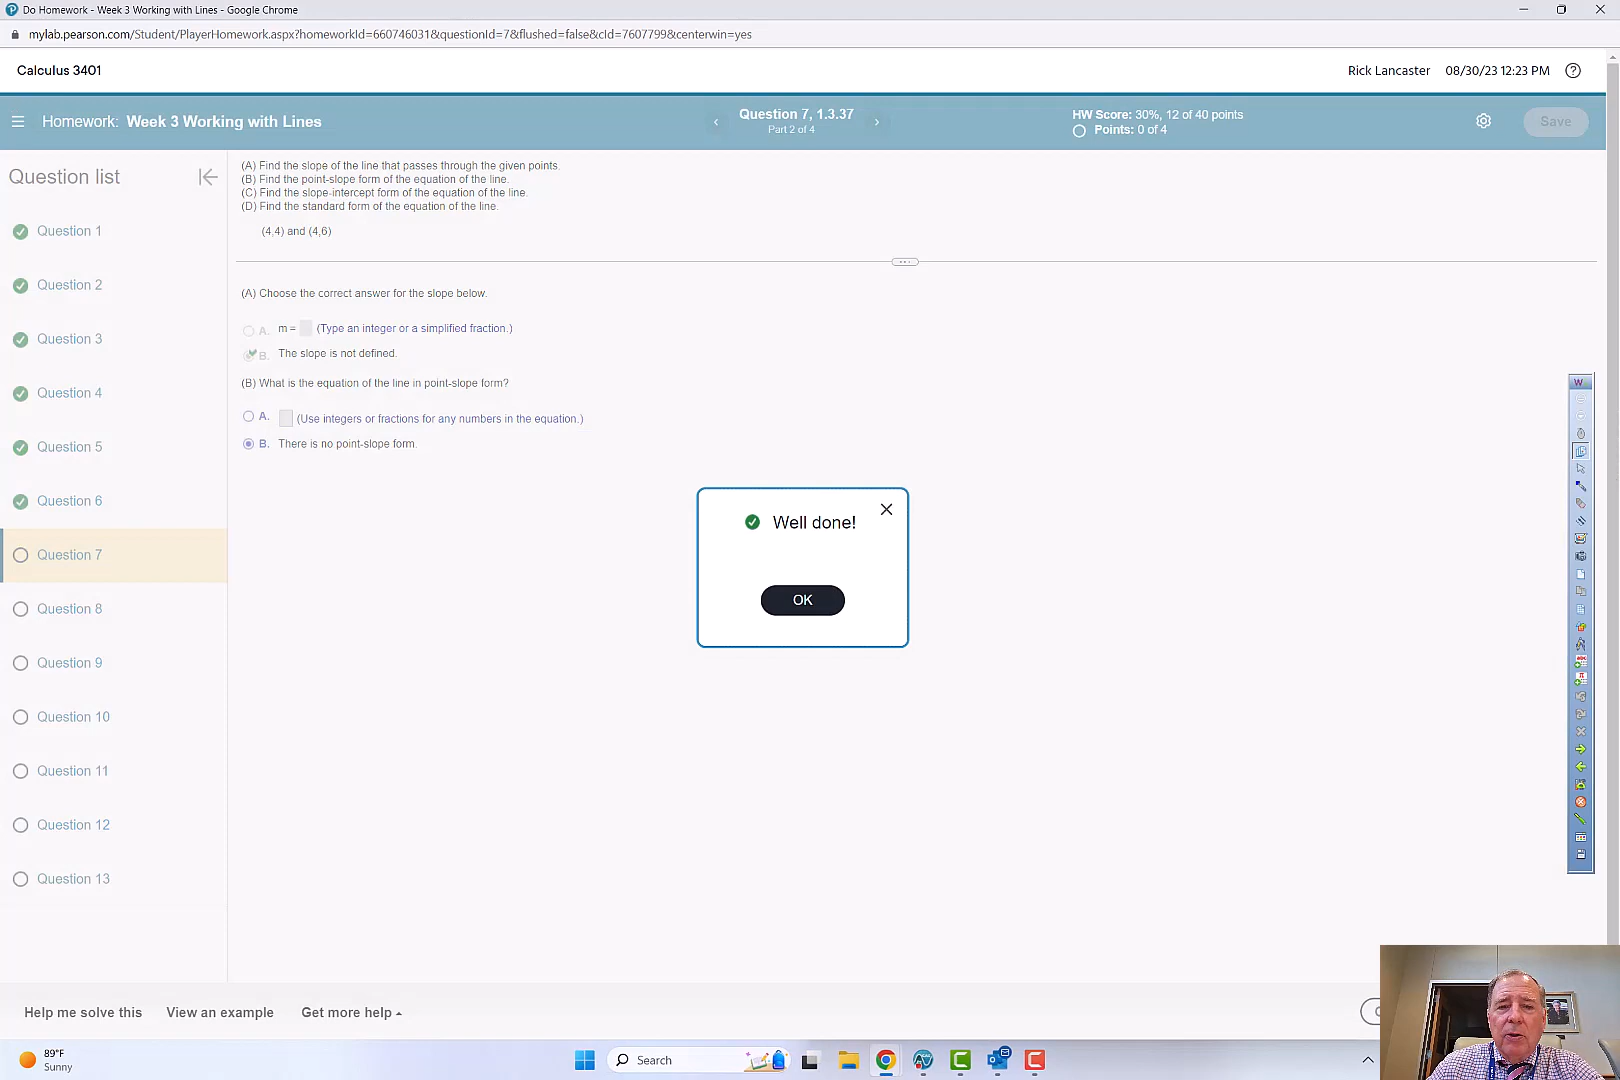 Do Homework - Week 3 Working with Lines - Google Chrome
mylab.pearson.com/Student/PlayerHomework.aspx?homeworkId=660746031&questionId=7&flushed=false&cId=7607799&centerwin=yes
Calculus 3401
Rick Lancaster 08/30/23 12:23 PM
Homework: Week 3 Working with Lines
Question 7, 1.3.37
Part 2 of 4
HW Score: 30%, 12 of 40 points
Points: 0 of 4
Save
Question list
Question 1
Question 2
Question 3
Question 4
Question 5
Question 6
Question 7
Question 8
Question 9
Question 10
Question 11
Question 12
Question 13
(A) Find the slope of the line that passes through the given points.
(B) Find the point-slope form of the equation of the line.
(C) Find the slope-intercept form of the equation of the line.
(D) Find the standard form of the equation of the line.
(4,4) and (4,6)
(A) Choose the correct answer for the slope below.
A. m = (Type an integer or a simplified fraction.)
B. The slope is not defined.
(B) What is the equation of the line in point-slope form?
A. (Use integers or fractions for any numbers in the equation.)
B. There is no point-slope form.
Well done!
OK
Help me solve this View an example Get more help
89°F
Sunny
Search